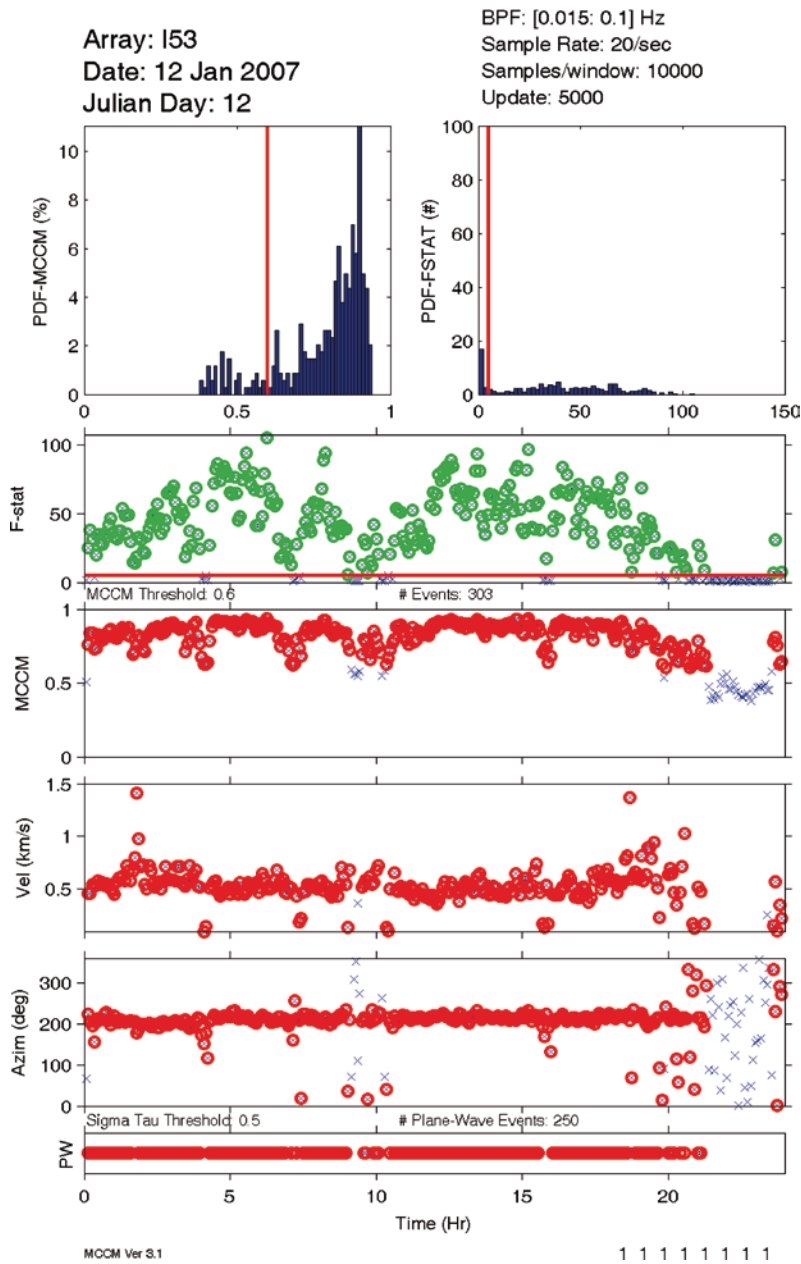 Array: I53
Date: 12 Jan 2007
Julian Day: 12
BPF: [0.015: 0.1] Hz
Sample Rate: 20/sec
Samples/window: 10000
Update: 5000
PDF-MCCM (%)
10
8
6
4
2
0
0 0.5 1
PDF-FSTAT (#)
100
80
60
40
20
0
0 50 100 150
F-stat
100
50
0
MCCM Threshold: 0.6 # Events: 303
MCCM
1
0.5
0
Vel (km/s)
1.5
1
0.5
Azim (deg)
300
200
100
0
Sigma Tau Threshold: 0.5 # Plane-Wave Events: 250
PW
0 5 10 15 20
Time (Hr)
MCCM Ver 3.1 1 1 1 1 1 1 1 1